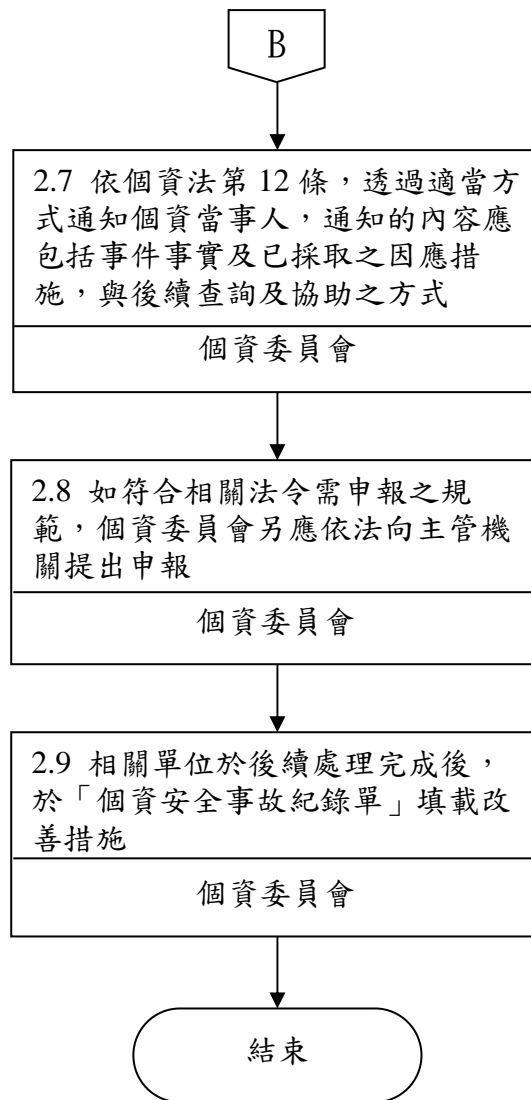 B
2.7 依個資法第 12 條，透過適當方
式通知個資當事人，通知的內容應
包括事件事實及已採取之因應措
施，與後續查詢及協助之方式
個資委員會
2.8 如符合相關法令需申報之規
範，個資委員會另應依法向主管機
關提出申報
個資委員會
2.9 相關單位於後續處理完成後，
於「個資安全事故紀錄單」填載改
善措施
個資委員會
結束